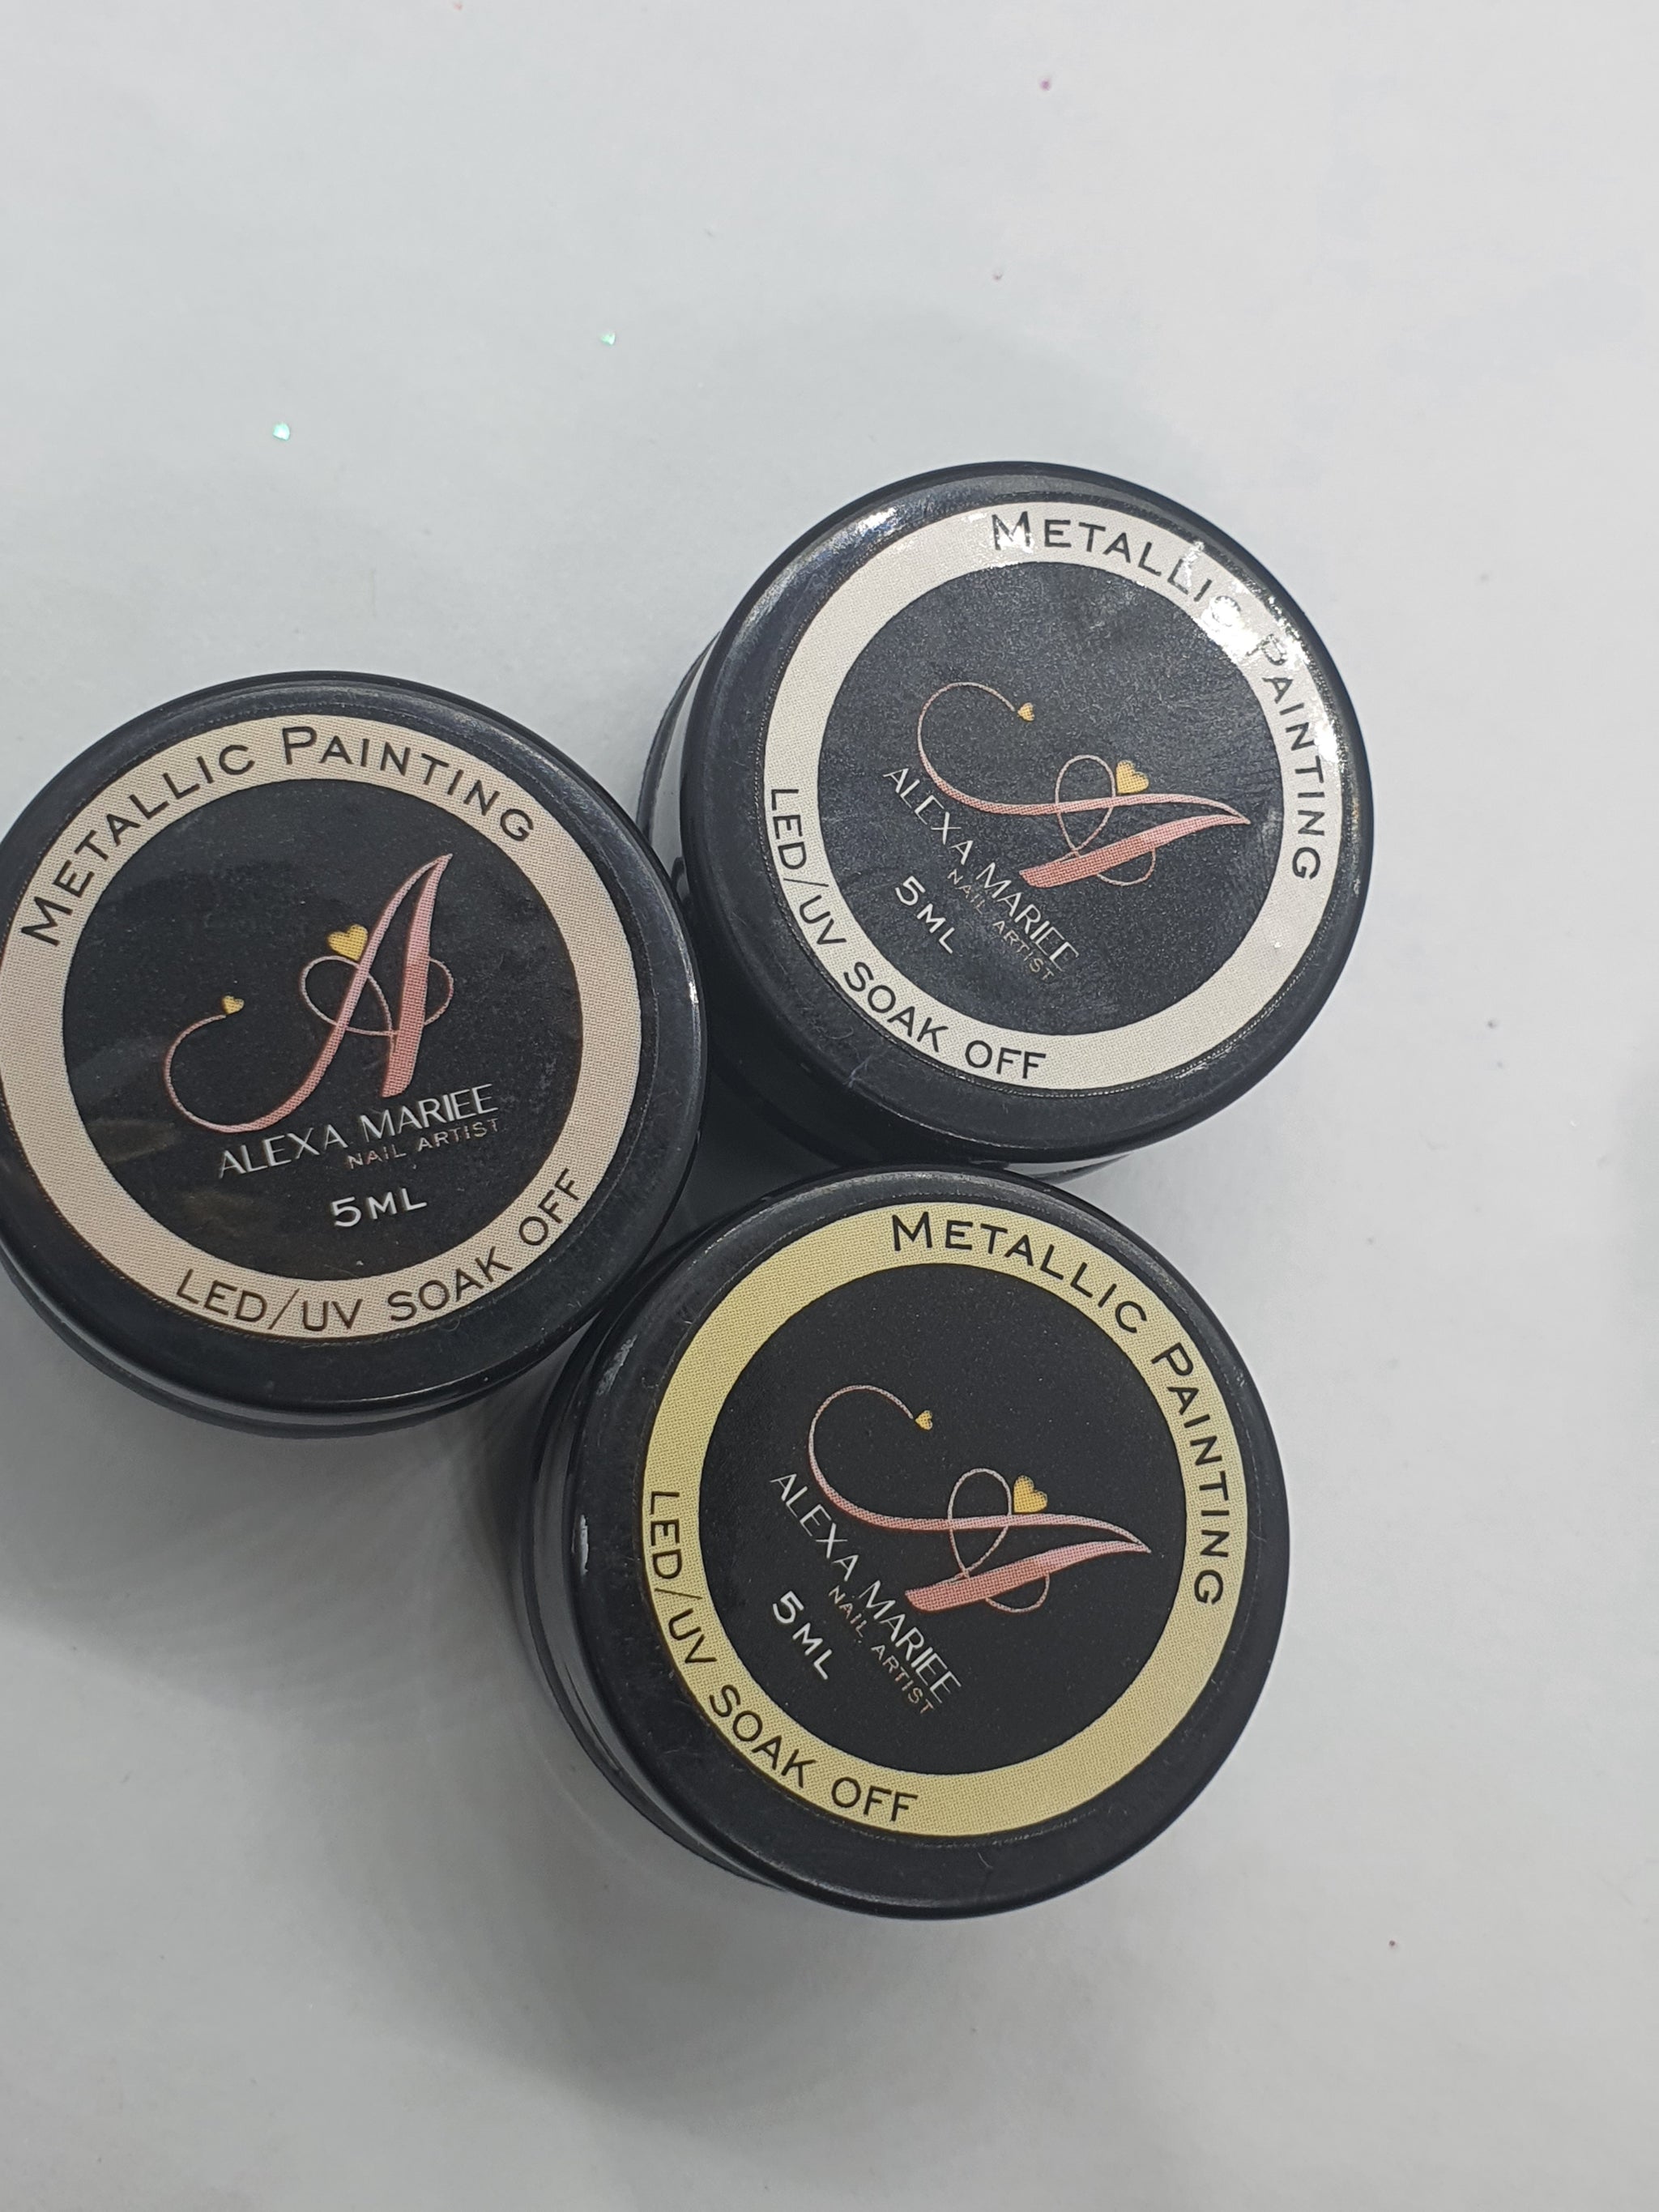 METALLIC PAINTING
ALEXA MARIEE
NAIL ARTIST
5ML
LED/UV SOAK OFF
METALLIC PAINTING
ALEXA MARIEE
NAIL ARTIST
5ML
LED/UV SOAK OFF
METALLIC PAINTING
ALEXA MARIEE
NAIL ARTIST
5ML
LED/UV SOAK OFF